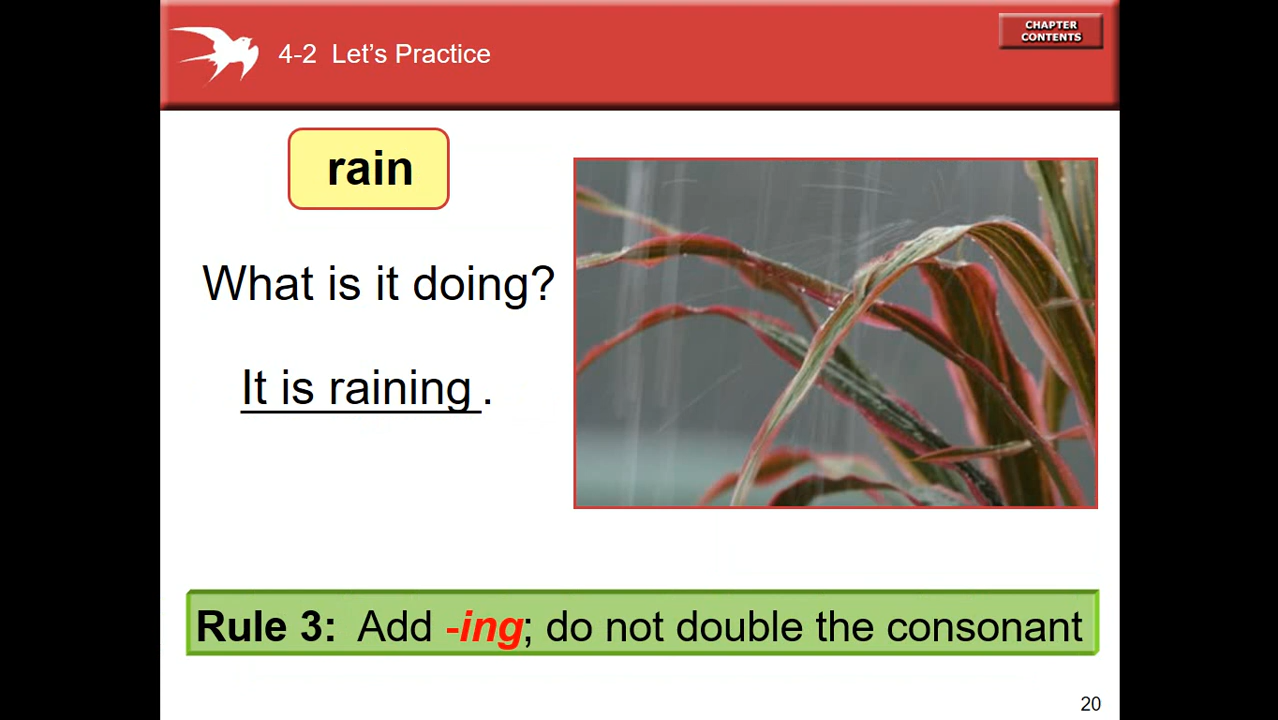 4-2 Let's Practice
CHAPTER
CONTENTS
rain
What is it doing?
It is raining .
Rule 3: Add -ing; do not double the consonant
20